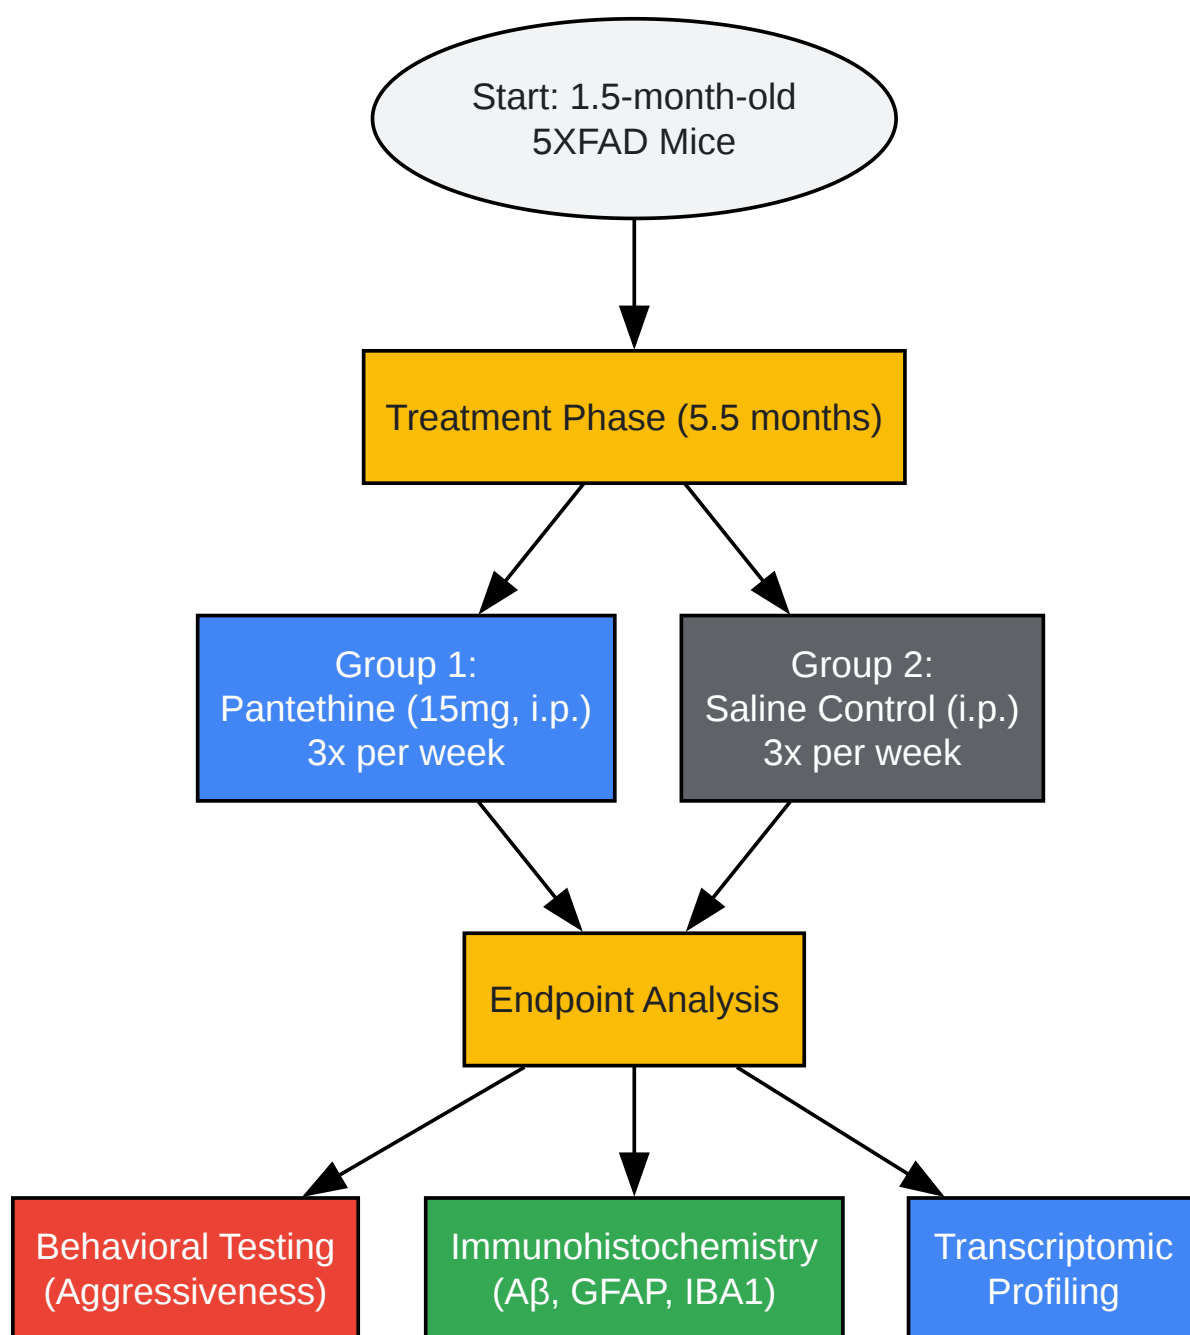 Start: 1.5-month-old
5XFAD Mice
Treatment Phase (5.5 months)
Group 1:
Pantethine (15mg, i.p.)
3x per week
Group 2:
Saline Control (i.p.)
3x per week
Endpoint Analysis
Behavioral Testing
(Aggressiveness)
Immunohistochemistry
(Aβ, GFAP, IBA1)
Transcriptomic
Profiling